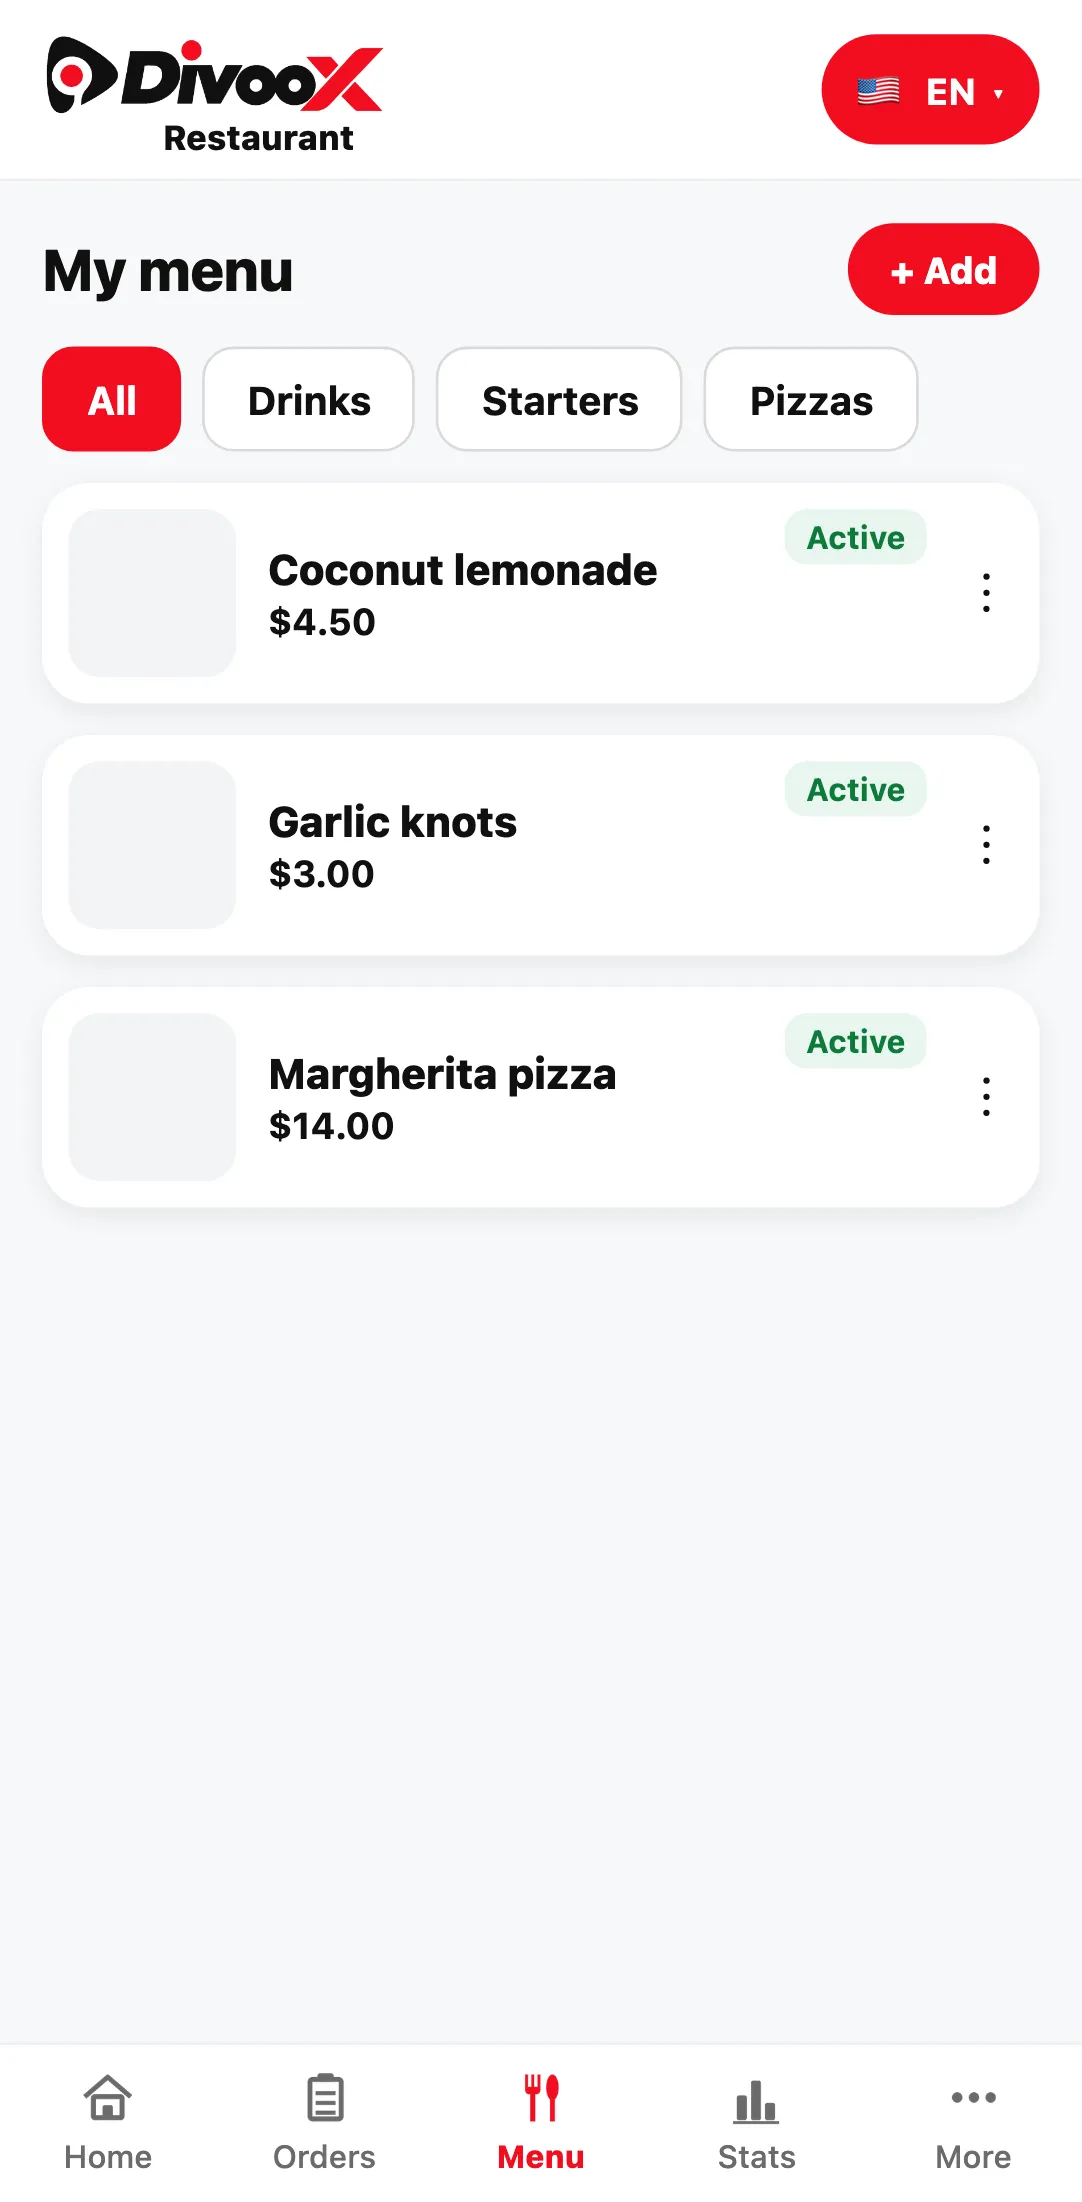 DivooX
Restaurant
🇺🇸 EN ▾
My menu
+ Add
All
Drinks
Starters
Pizzas
Coconut lemonade
$4.50
Active
Garlic knots
$3.00
Active
Margherita pizza
$14.00
Active
Home
Orders
Menu
Stats
More